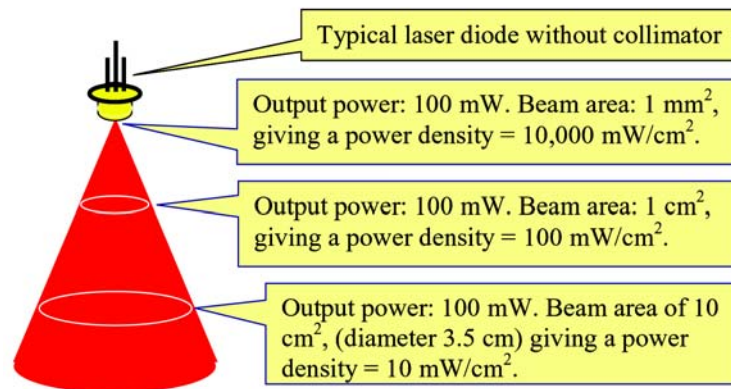 Typical laser diode without collimator
Output power: 100 mW. Beam area: 1 mm²,
giving a power density = 10,000 mW/cm².
Output power: 100 mW. Beam area: 1 cm²,
giving a power density = 100 mW/cm².
Output power: 100 mW. Beam area of 10
cm², (diameter 3.5 cm) giving a power
density = 10 mW/cm².